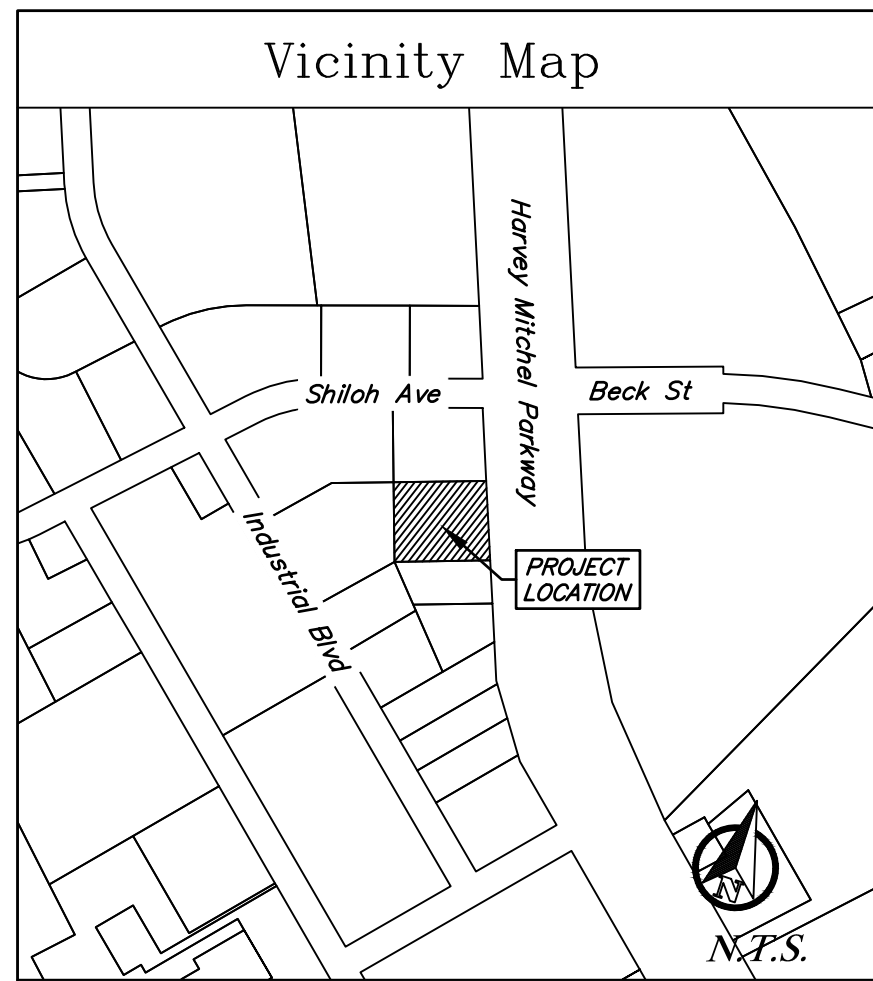 Vicinity Map
Harvey Mitchel Parkway
Shiloh Ave
Beck St
Industrial Blvd
PROJECT
LOCATION
N
N.T.S.